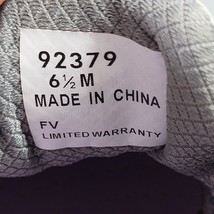 92379
6½ M
MADE IN CHINA
FV
LIMITED WARRANTY